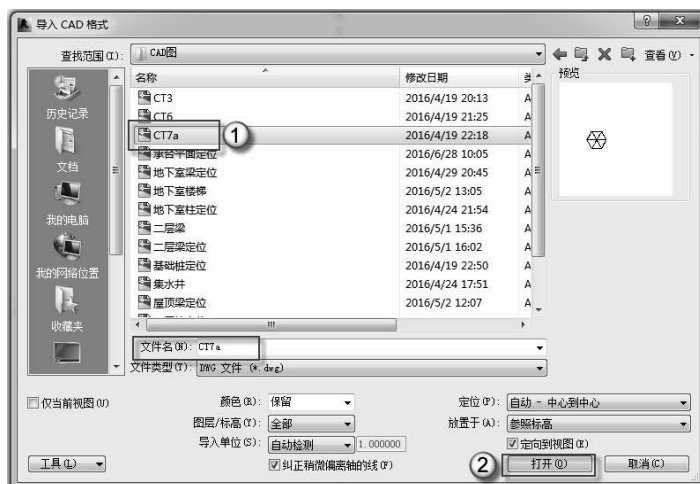 导入 CAD 格式
查找范围(I): CAD图 查看(V)
名称 修改日期 预览
CT3 2016/4/19 20:13 A
CT6 2016/4/19 21:25 A
CT7a 2016/4/19 22:18 A
①
承台平面定位 2016/6/28 10:05 A
地下室梁定位 2016/4/29 20:45 A
地下室楼梯 2016/5/2 13:05 A
地下室柱定位 2016/4/24 21:54 A
二层梁 2016/5/1 15:36 A
二层梁定位 2016/5/1 16:02 A
基础桩定位 2016/4/19 22:50 A
集水井 2016/4/24 17:51 A
屋顶梁定位 2016/5/2 12:07 A
历史记录
文档
我的电脑
我的网络位置
收藏夹
文件名(N): CT7a
文件类型(T): DWG 文件 (*.dwg)
仅当前视图(U) 颜色(R): 保留 定位(P): 自动 - 中心到中心
图层/标高(Y): 全部 放置于(A): 参照标高
导入单位(S): 自动检测 1.000000 定向到视图(E)
工具(L) 纠正稍微偏离轴的线(F) ② 打开(O) 取消(C)